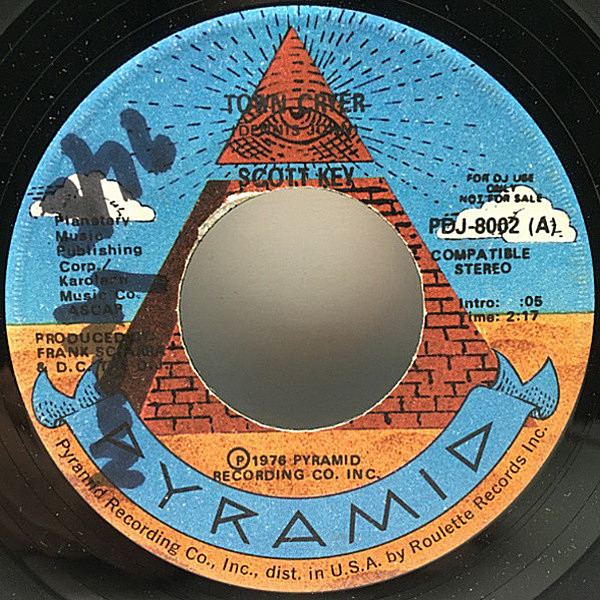 TOWN CRYER
SCOTT KEY
FOR DJ USE
ONLY
NOT FOR SALE
PDJ-8002 (A)
COMPATIBLE
STEREO
Intro: :05
Time: 2:17
Planetary
Music
Publishing
Corp./
Music Co.
ASCAP
PRODUCED BY
FRANK
& D.C.
Ⓟ 1976 PYRAMID
RECORDING CO. INC.
PYRAMID
Pyramid Recording Co., Inc., dist. in U.S.A. by Roulette Records Inc.